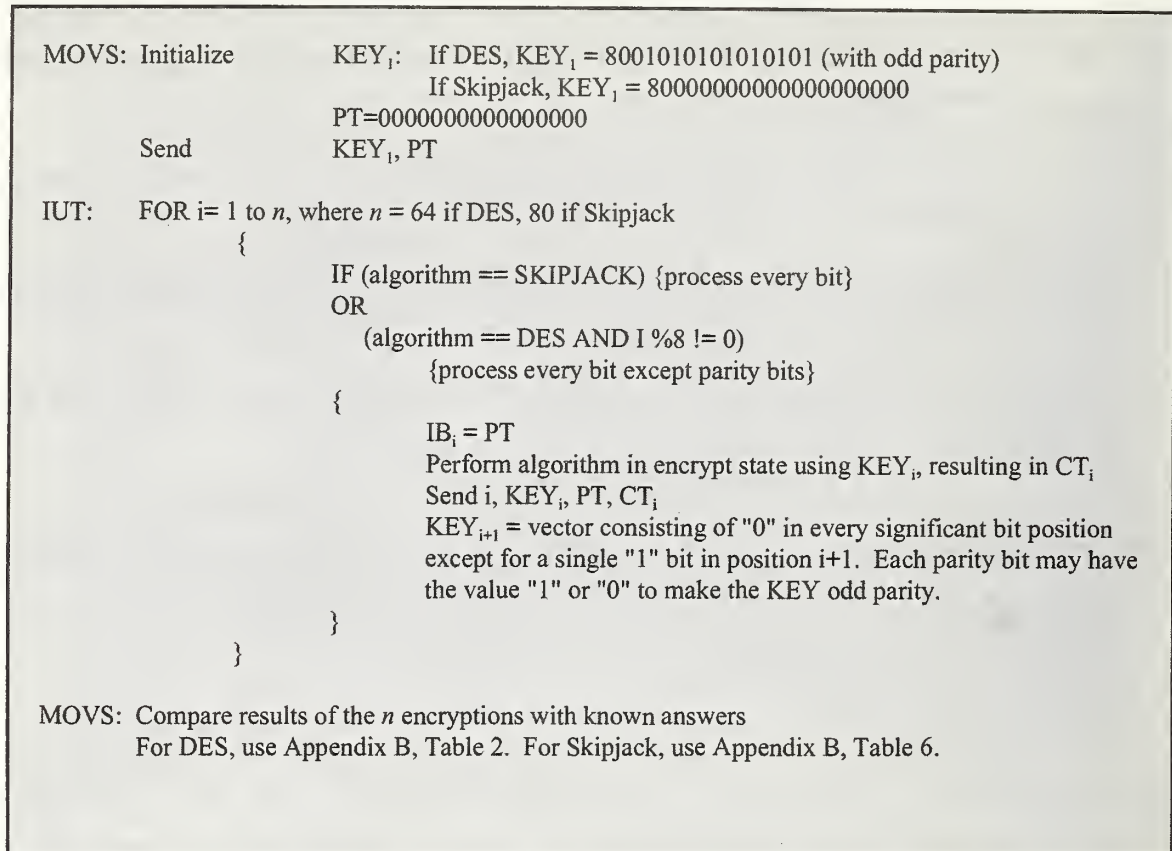 MOVS: Initialize KEY₁: If DES, KEY₁ = 8001010101010101 (with odd parity)
If Skipjack, KEY₁ = 80000000000000000000
PT=0000000000000000
Send KEY₁, PT
IUT: FOR i= 1 to n, where n = 64 if DES, 80 if Skipjack
{
IF (algorithm == SKIPJACK) {process every bit}
OR
(algorithm == DES AND I %8 != 0)
{process every bit except parity bits}
{
IBᵢ = PT
Perform algorithm in encrypt state using KEYᵢ, resulting in CTᵢ
Send i, KEYᵢ, PT, CTᵢ
KEYᵢ₊₁ = vector consisting of "0" in every significant bit position
except for a single "1" bit in position i+1. Each parity bit may have
the value "1" or "0" to make the KEY odd parity.
}
}
MOVS: Compare results of the n encryptions with known answers
For DES, use Appendix B, Table 2. For Skipjack, use Appendix B, Table 6.